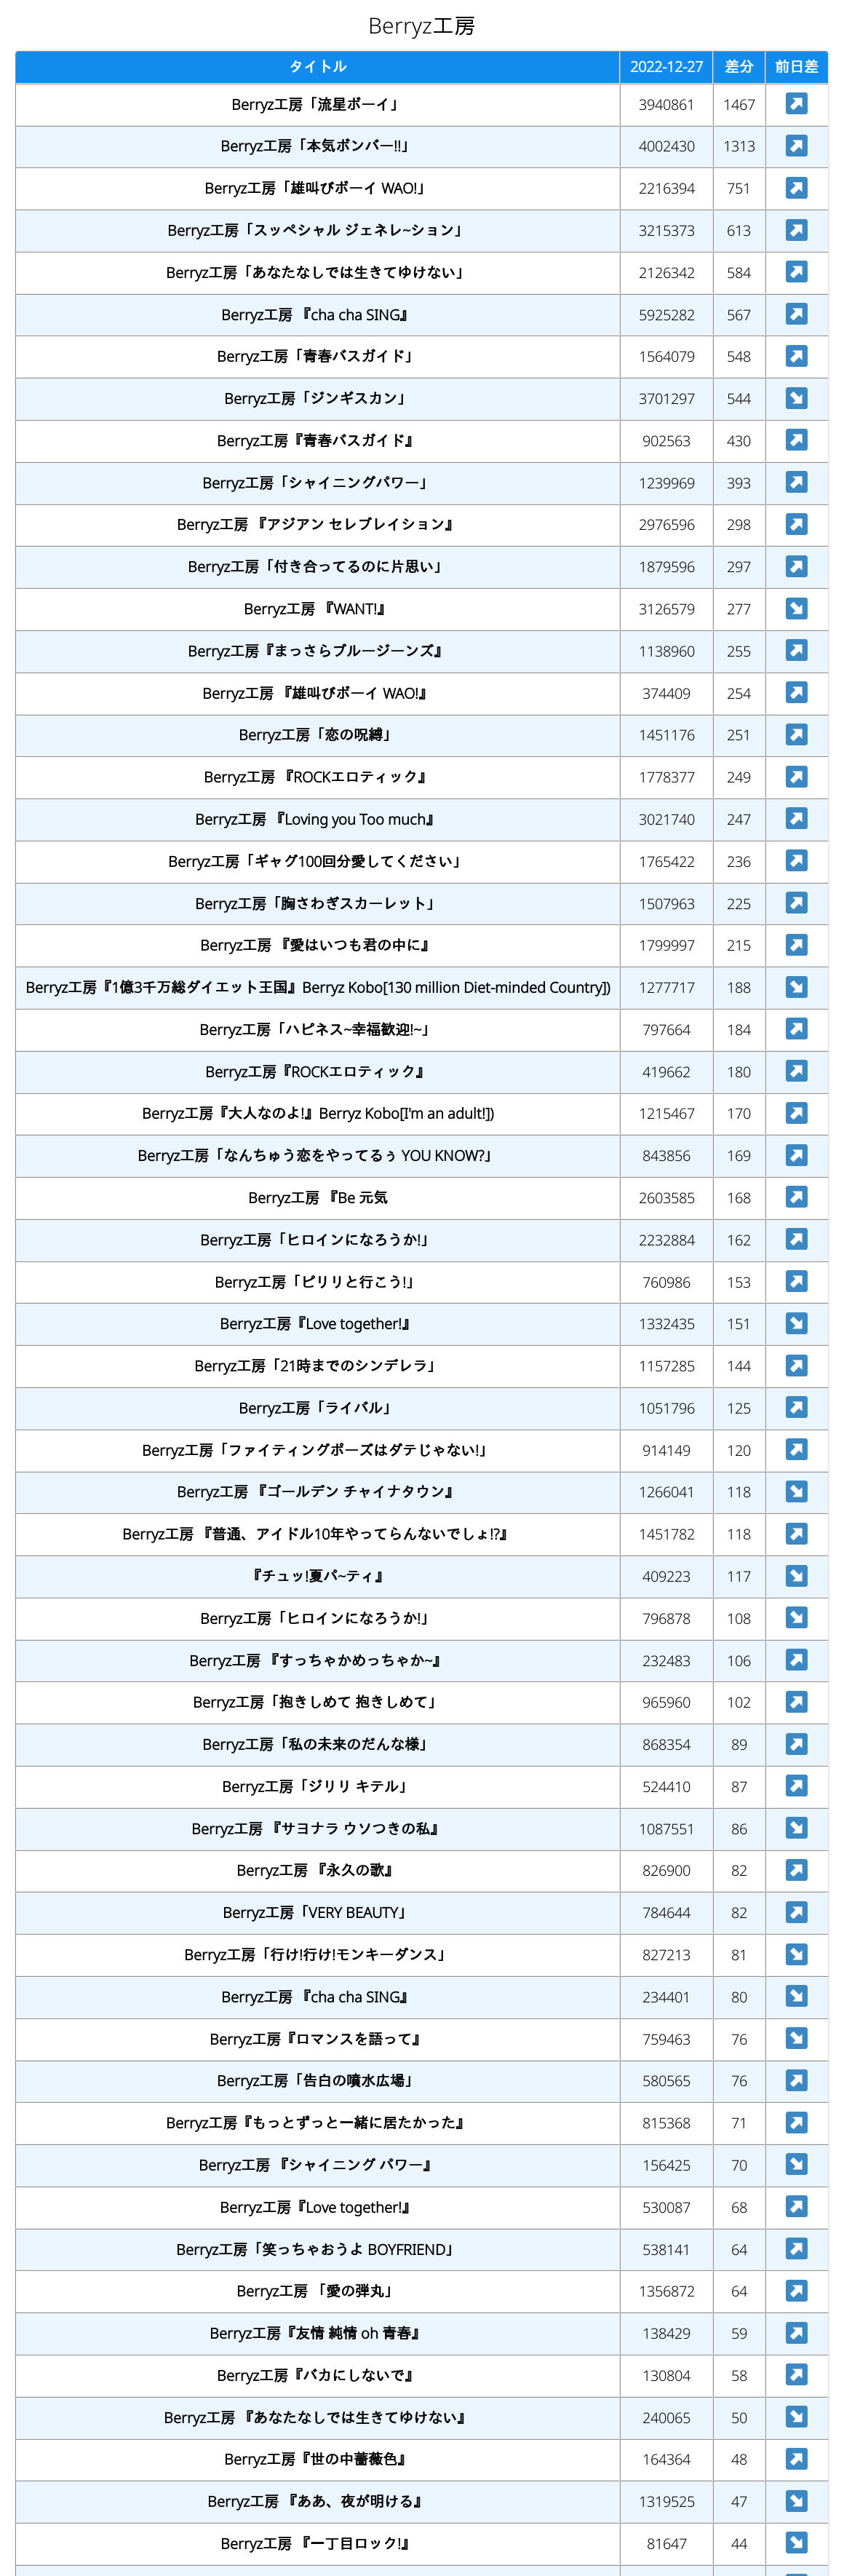 Berryz工房
タイトル 2022-12-27 差分 前日差
Berryz工房「流星ボーイ」 3940861 1467
Berryz工房「本気ボンバー!!」 4002430 1313
Berryz工房「雄叫びボーイ WAO!」 2216394 751
Berryz工房「スッペシャル ジェネレ~ション」 3215373 613
Berryz工房「あなたなしでは生きてゆけない」 2126342 584
Berryz工房 『cha cha SING』 5925282 567
Berryz工房「青春バスガイド」 1564079 548
Berryz工房「ジンギスカン」 3701297 544
Berryz工房『青春バスガイド』 902563 430
Berryz工房「シャイニングパワー」 1239969 393
Berryz工房 『アジアン セレブレイション』 2976596 298
Berryz工房「付き合ってるのに片思い」 1879596 297
Berryz工房 『WANT!』 3126579 277
Berryz工房『まっさらブルージーンズ』 1138960 255
Berryz工房 『雄叫びボーイ WAO!』 374409 254
Berryz工房「恋の呪縛」 1451176 251
Berryz工房 『ROCKエロティック』 1778377 249
Berryz工房 『Loving you Too much』 3021740 247
Berryz工房「ギャグ100回分愛してください」 1765422 236
Berryz工房「胸さわぎスカーレット」 1507963 225
Berryz工房 『愛はいつも君の中に』 1799997 215
Berryz工房『1億3千万総ダイエット王国』Berryz Kobo[130 million Diet-minded Country]) 1277717 188
Berryz工房「ハピネス~幸福歓迎!~」 797664 184
Berryz工房『ROCKエロティック』 419662 180
Berryz工房『大人なのよ!』Berryz Kobo[I'm an adult!]) 1215467 170
Berryz工房「なんちゅう恋をやってるぅ YOU KNOW?」 843856 169
Berryz工房 『Be 元気 2603585 168
Berryz工房「ヒロインになろうか!」 2232884 162
Berryz工房「ピリリと行こう!」 760986 153
Berryz工房『Love together!』 1332435 151
Berryz工房「21時までのシンデレラ」 1157285 144
Berryz工房「ライバル」 1051796 125
Berryz工房「ファイティングポーズはダテじゃない!」 914149 120
Berryz工房 『ゴールデン チャイナタウン』 1266041 118
Berryz工房 『普通、アイドル10年やってらんないでしょ!?』 1451782 118
『チュッ!夏パ~ティ』 409223 117
Berryz工房「ヒロインになろうか!」 796878 108
Berryz工房 『すっちゃかめっちゃか~』 232483 106
Berryz工房「抱きしめて 抱きしめて」 965960 102
Berryz工房「私の未来のだんな様」 868354 89
Berryz工房「ジリリ キテル」 524410 87
Berryz工房 『サヨナラ ウソつきの私』 1087551 86
Berryz工房 『永久の歌』 826900 82
Berryz工房「VERY BEAUTY」 784644 82
Berryz工房「行け!行け!モンキーダンス」 827213 81
Berryz工房 『cha cha SING』 234401 80
Berryz工房『ロマンスを語って』 759463 76
Berryz工房「告白の噴水広場」 580565 76
Berryz工房『もっとずっと一緒に居たかった』 815368 71
Berryz工房 『シャイニング パワー』 156425 70
Berryz工房『Love together!』 530087 68
Berryz工房「笑っちゃおうよ BOYFRIEND」 538141 64
Berryz工房 「愛の弾丸」 1356872 64
Berryz工房『友情 純情 oh 青春』 138429 59
Berryz工房『バカにしないで』 130804 58
Berryz工房 『あなたなしでは生きてゆけない』 240065 50
Berryz工房『世の中薔薇色』 164364 48
Berryz工房 『ああ、夜が明ける』 1319525 47
Berryz工房 『一丁目ロック!』 81647 44